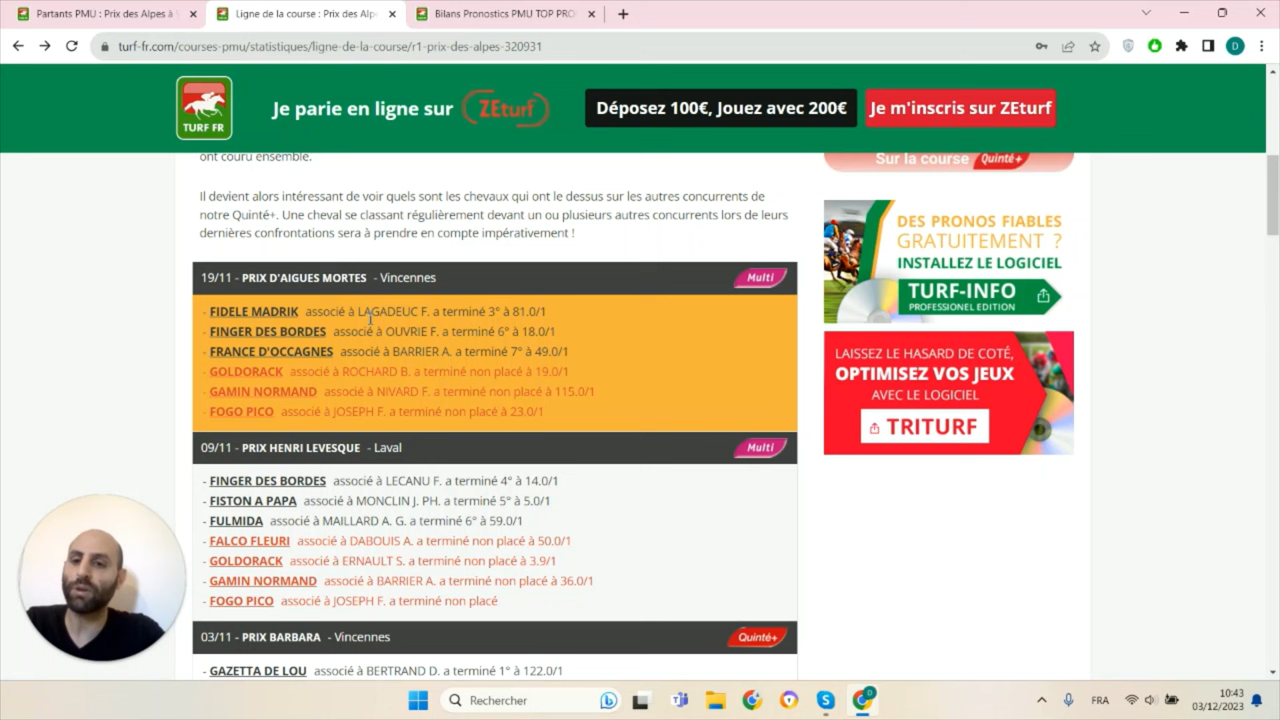 Partants PMU : Prix des Alpes à
Ligne de la course : Prix des Alp
Bilans Pronostics PMU TOP PRO
turf-fr.com/courses-pmu/statistiques/ligne-de-la-course/r1-prix-des-alpes-320931
D
TURF FR
Je parie en ligne sur ZEturf
Déposez 100€, Jouez avec 200€
Je m'inscris sur ZEturf
ont couru ensemble.
Il devient alors intéressant de voir quels sont les chevaux qui ont le dessus sur les autres concurrents de
notre Quinté+. Une cheval se classant régulièrement devant un ou plusieurs autres concurrents lors de leurs
dernières confrontations sera à prendre en compte impérativement !
19/11 - PRIX D'AIGUES MORTES - Vincennes Multi
- FIDELE MADRIK associé à LAGADEUC F. a terminé 3° à 81.0/1
- FINGER DES BORDES associé à OUVRIE F. a terminé 6° à 18.0/1
- FRANCE D'OCCAGNES associé à BARRIER A. a terminé 7° à 49.0/1
- GOLDORACK associé à ROCHARD B. a terminé non placé à 19.0/1
- GAMIN NORMAND associé à NIVARD F. a terminé non placé à 115.0/1
- FOGO PICO associé à JOSEPH F. a terminé non placé à 23.0/1
09/11 - PRIX HENRI LEVESQUE - Laval Multi
- FINGER DES BORDES associé à LECANU F. a terminé 4° à 14.0/1
- FISTON A PAPA associé à MONCLIN J. PH. a terminé 5° à 5.0/1
- FULMIDA associé à MAILLARD A. G. a terminé 6° à 59.0/1
- FALCO FLEURI associé à DABOUIS A. a terminé non placé à 50.0/1
- GOLDORACK associé à ERNAULT S. a terminé non placé à 3.9/1
- GAMIN NORMAND associé à BARRIER A. a terminé non placé à 36.0/1
- FOGO PICO associé à JOSEPH F. a terminé non placé
03/11 - PRIX BARBARA - Vincennes Quinté+
- GAZETTA DE LOU associé à BERTRAND D. a terminé 1° à 122.0/1
Sur la course Quinté+
DES PRONOS FIABLES
GRATUITEMENT ?
INSTALLEZ LE LOGICIEL
TURF-INFO
PROFESSIONEL EDITION
LAISSEZ LE HASARD DE COTÉ,
OPTIMISEZ VOS JEUX
AVEC LE LOGICIEL
TRITURF
Rechercher
FRA
10:43
03/12/2023